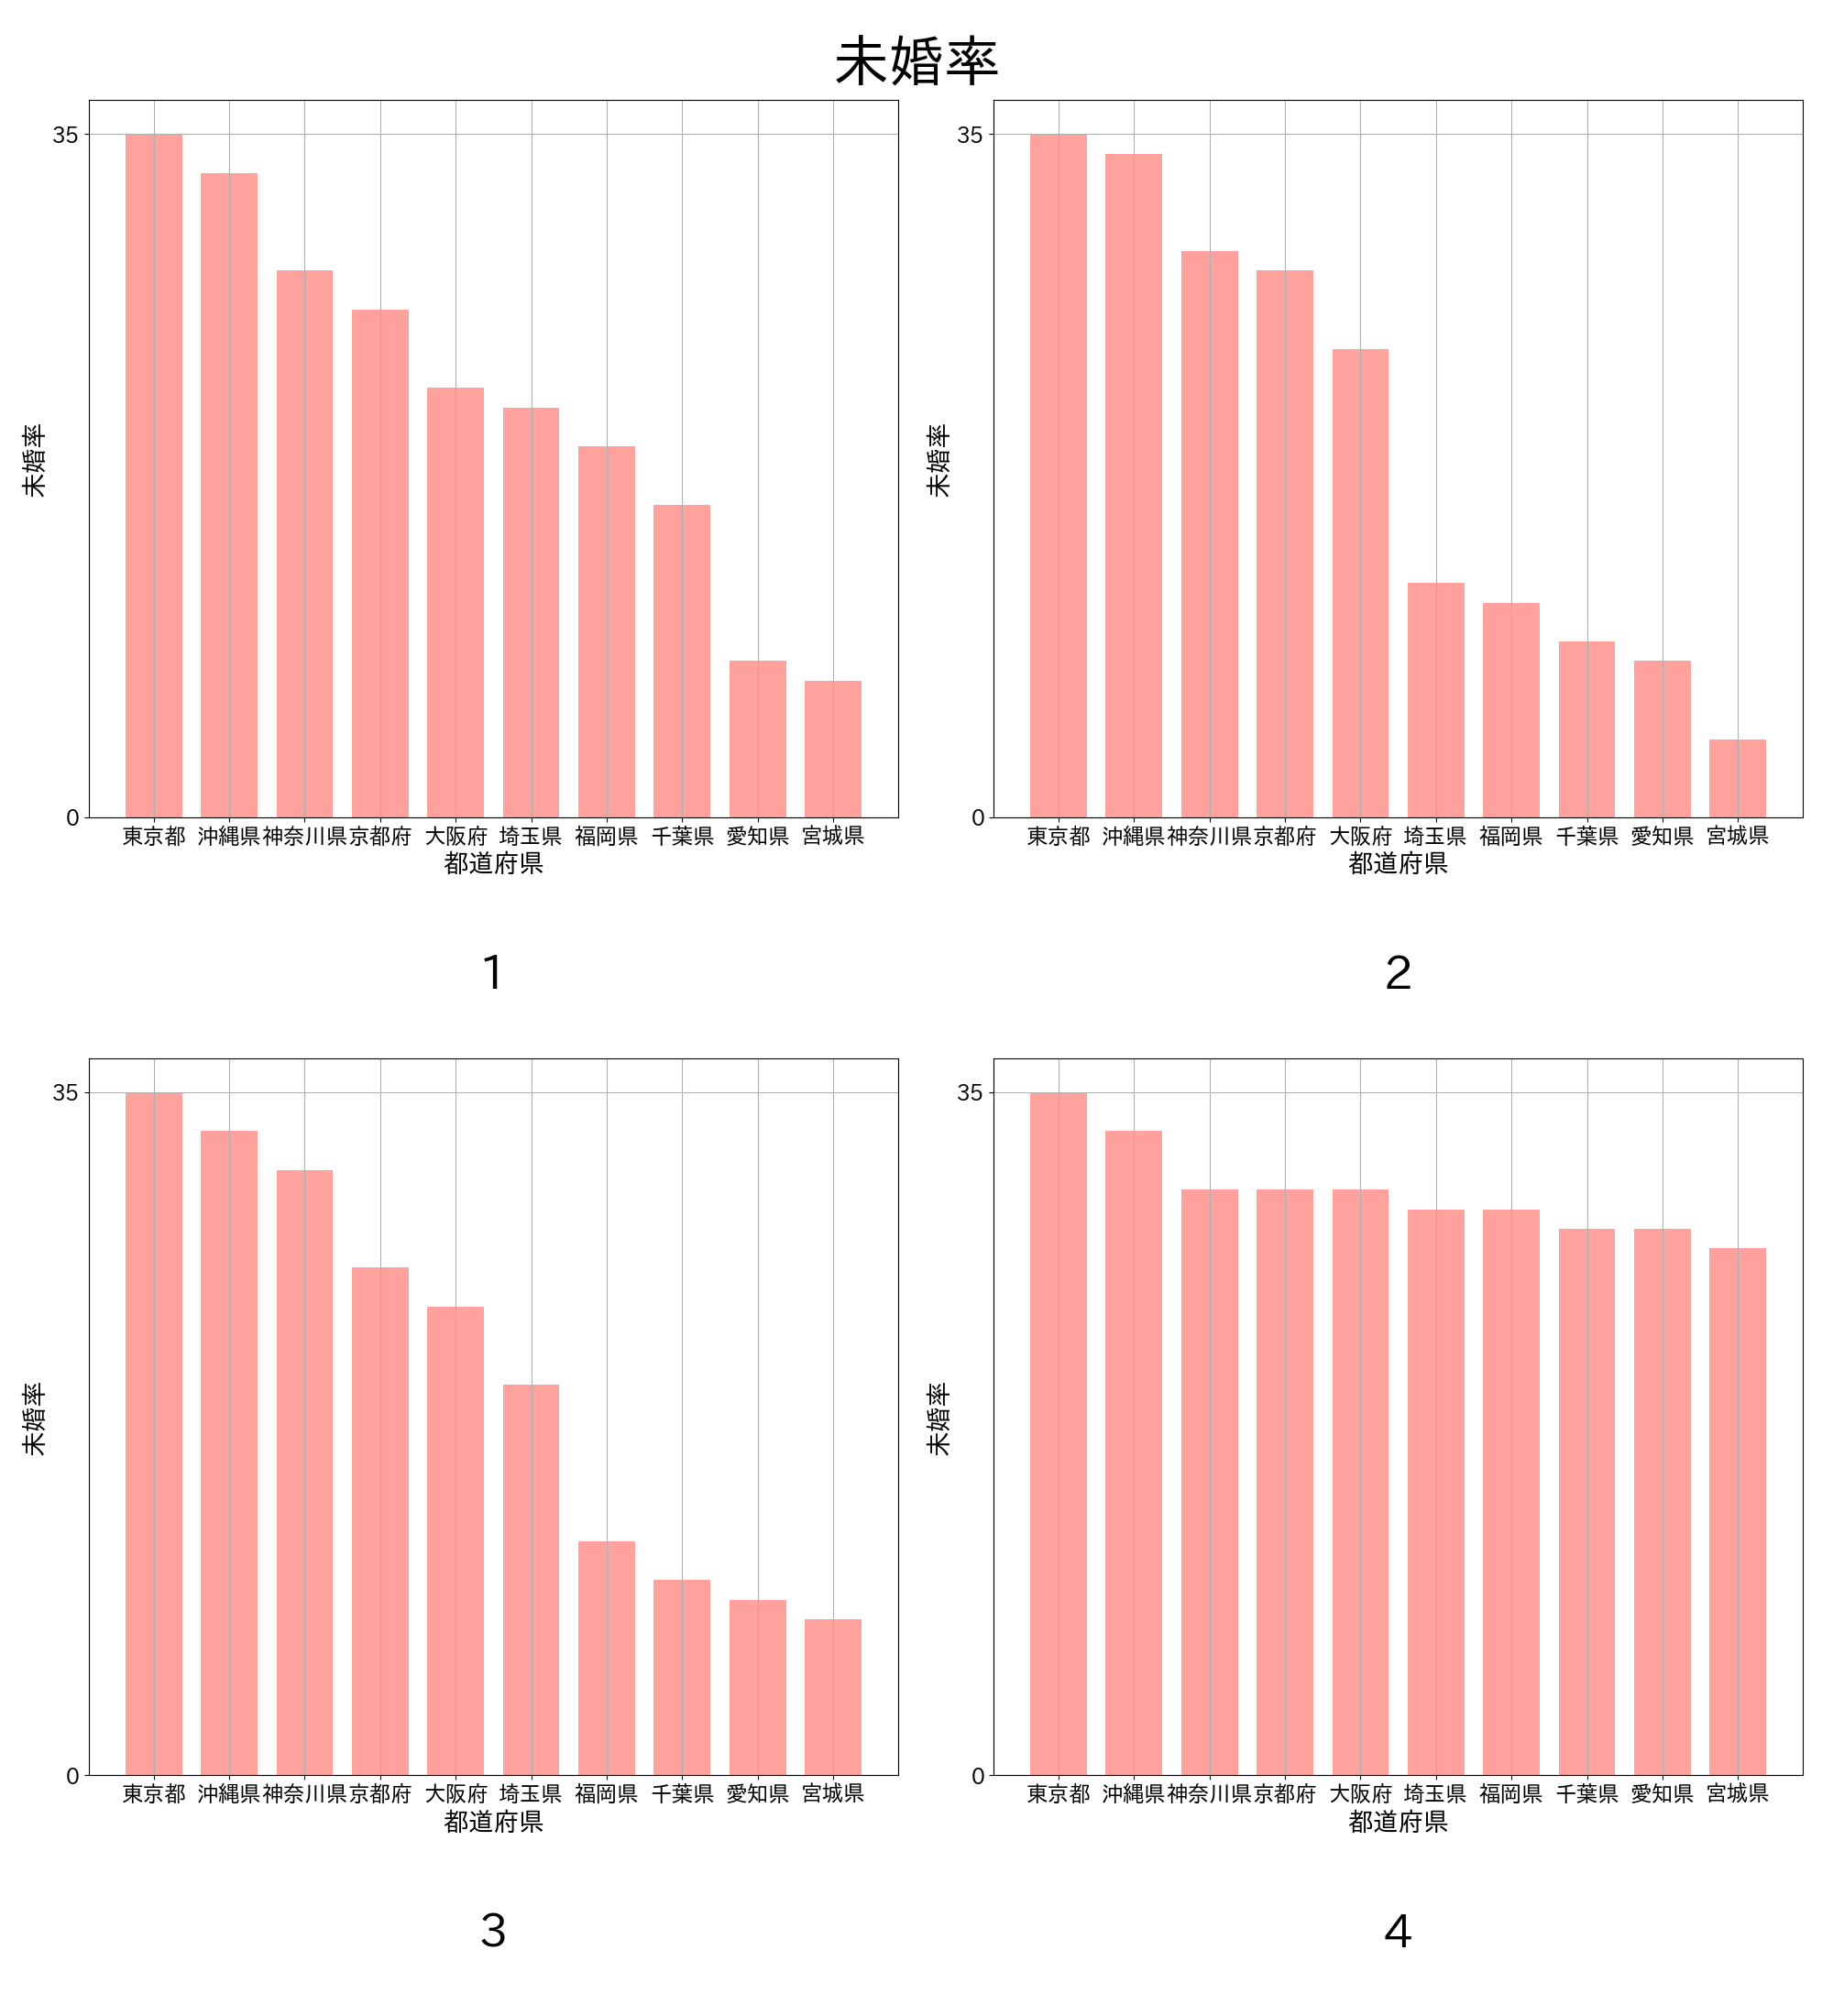 未婚率
35
0
未婚率
東京都 沖縄県 神奈川県 京都府 大阪府 埼玉県 福岡県 千葉県 愛知県 宮城県
都道府県
1
35
0
未婚率
東京都 沖縄県 神奈川県 京都府 大阪府 埼玉県 福岡県 千葉県 愛知県 宮城県
都道府県
2
35
0
未婚率
東京都 沖縄県 神奈川県 京都府 大阪府 埼玉県 福岡県 千葉県 愛知県 宮城県
都道府県
3
35
0
未婚率
東京都 沖縄県 神奈川県 京都府 大阪府 埼玉県 福岡県 千葉県 愛知県 宮城県
都道府県
4